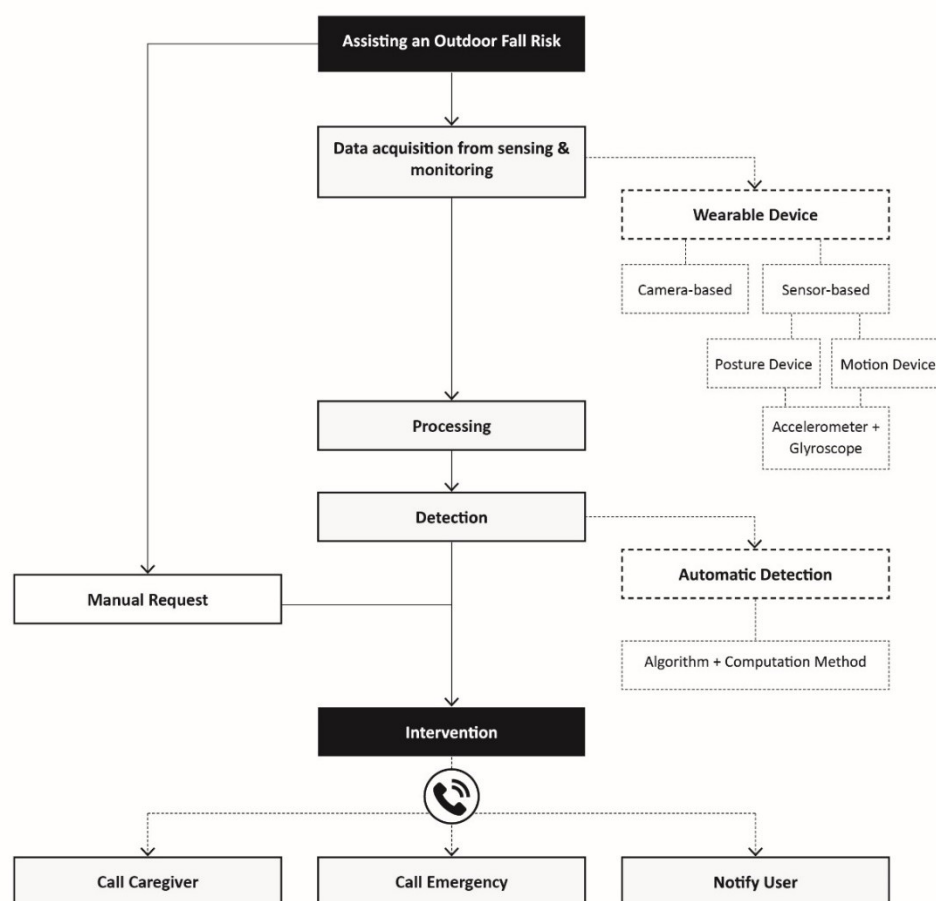 Assisting an Outdoor Fall Risk
Data acquisition from sensing &
monitoring
Wearable Device
Camera-based
Sensor-based
Posture Device
Motion Device
Accelerometer +
Glyroscope
Processing
Detection
Automatic Detection
Manual Request
Algorithm + Computation Method
Intervention
Call Caregiver
Call Emergency
Notify User